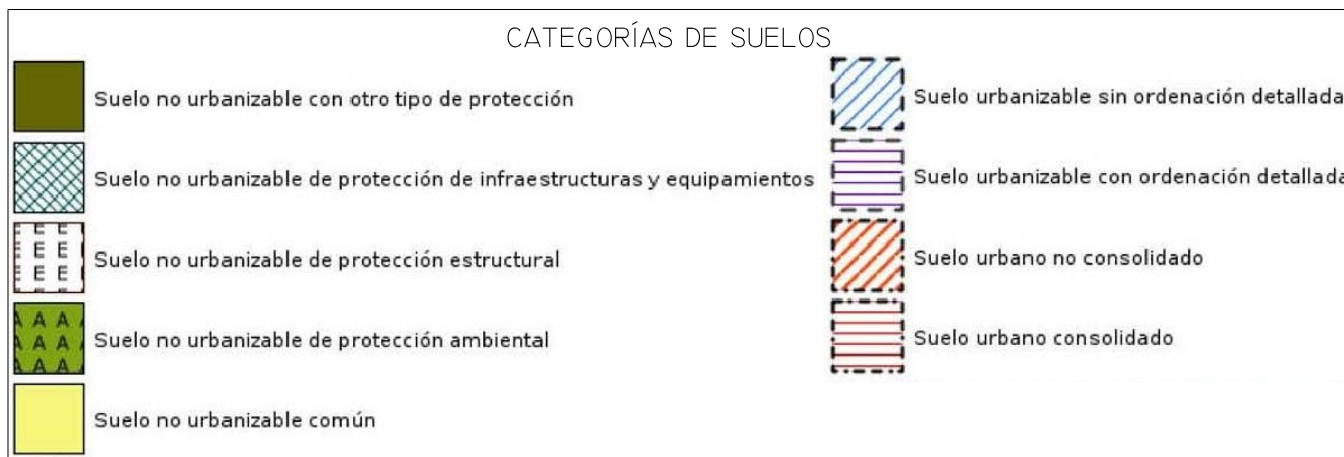 CATEGORÍAS DE SUELOS
Suelo no urbanizable con otro tipo de protección
Suelo no urbanizable de protección de infraestructuras y equipamientos
E E E
E E E
E E E
Suelo no urbanizable de protección estructural
A A A A
A A A
A A A A
A A A
Suelo no urbanizable de protección ambiental
Suelo no urbanizable común
Suelo urbanizable sin ordenación detallada
Suelo urbanizable con ordenación detallada
Suelo urbano no consolidado
Suelo urbano consolidado